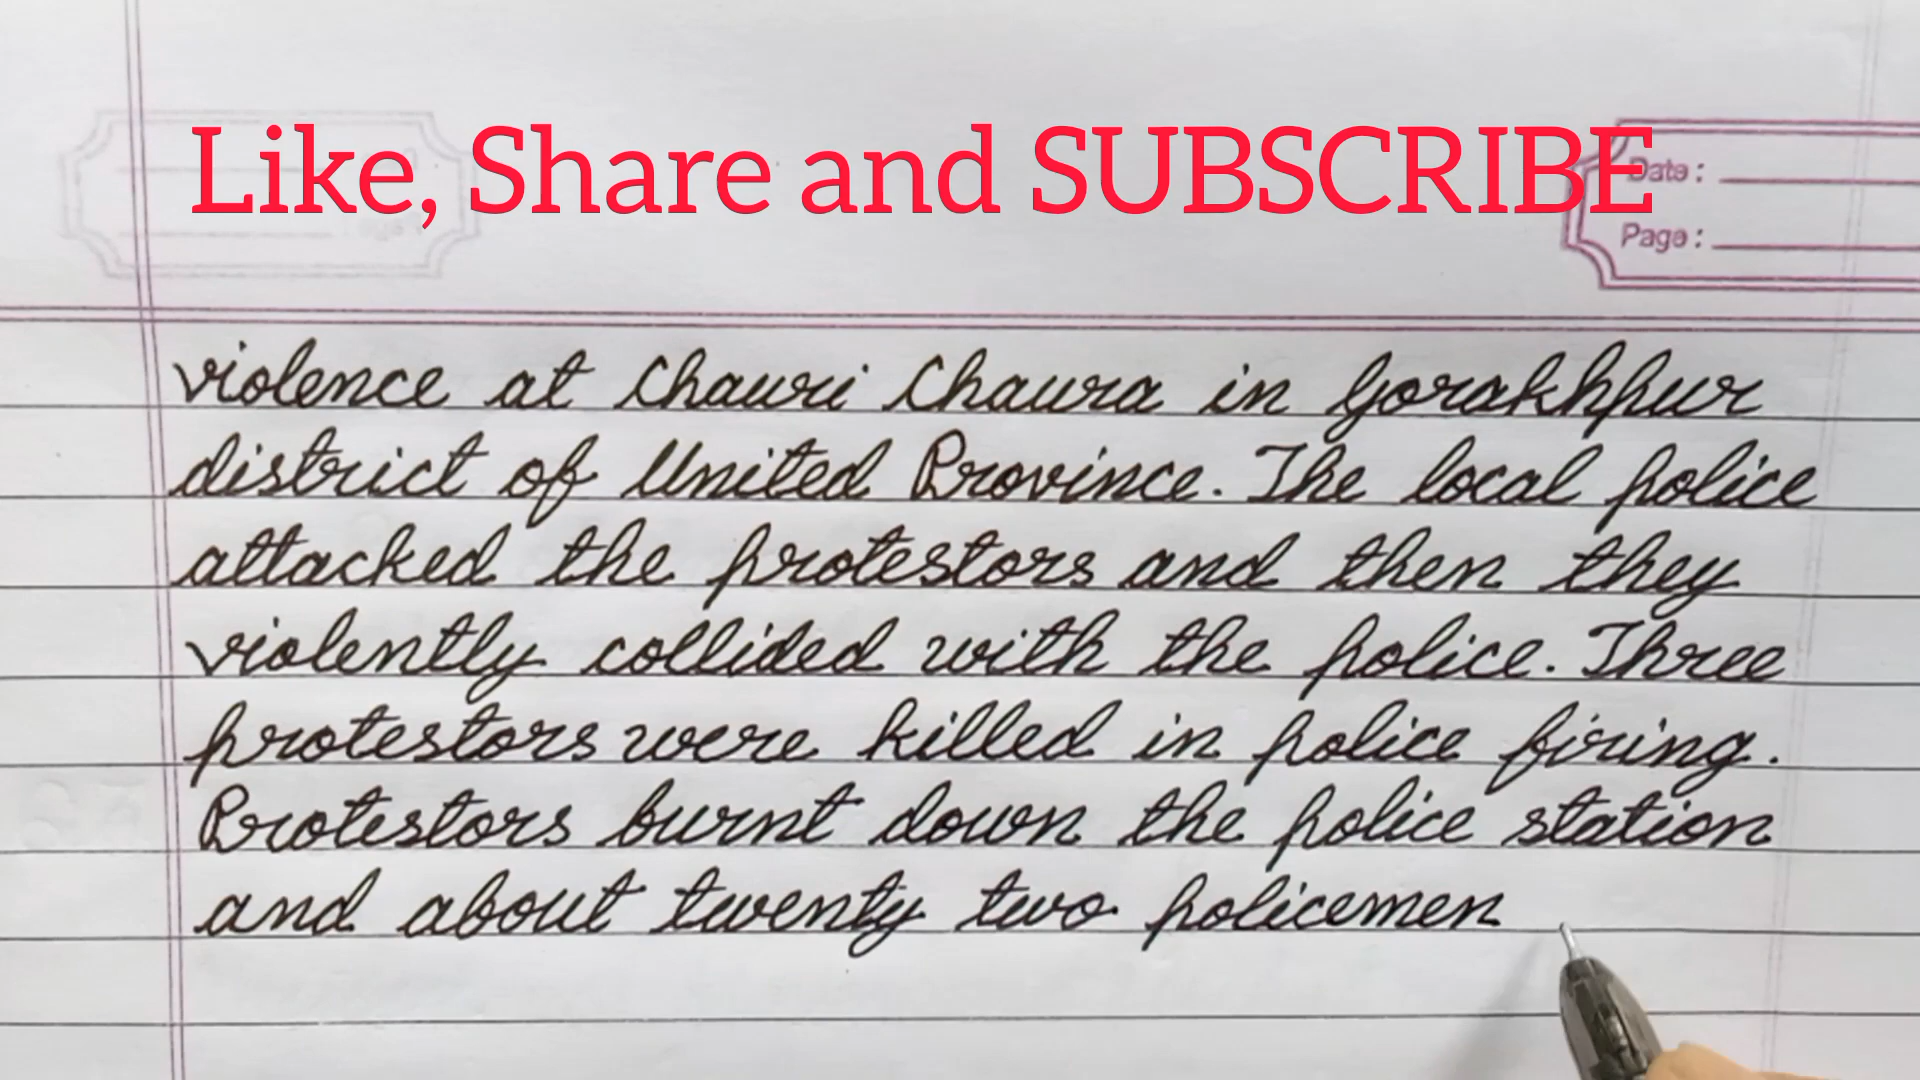 Like, Share and SUBSCRIBE
Date :
Page :
violence at Chauri Chaura in Gorakhpur
district of United Province. The local police
attacked the protestors and then they
violently collided with the police. Three
protestors were killed in police firing.
Protestors burnt down the police station
and about twenty two policemen